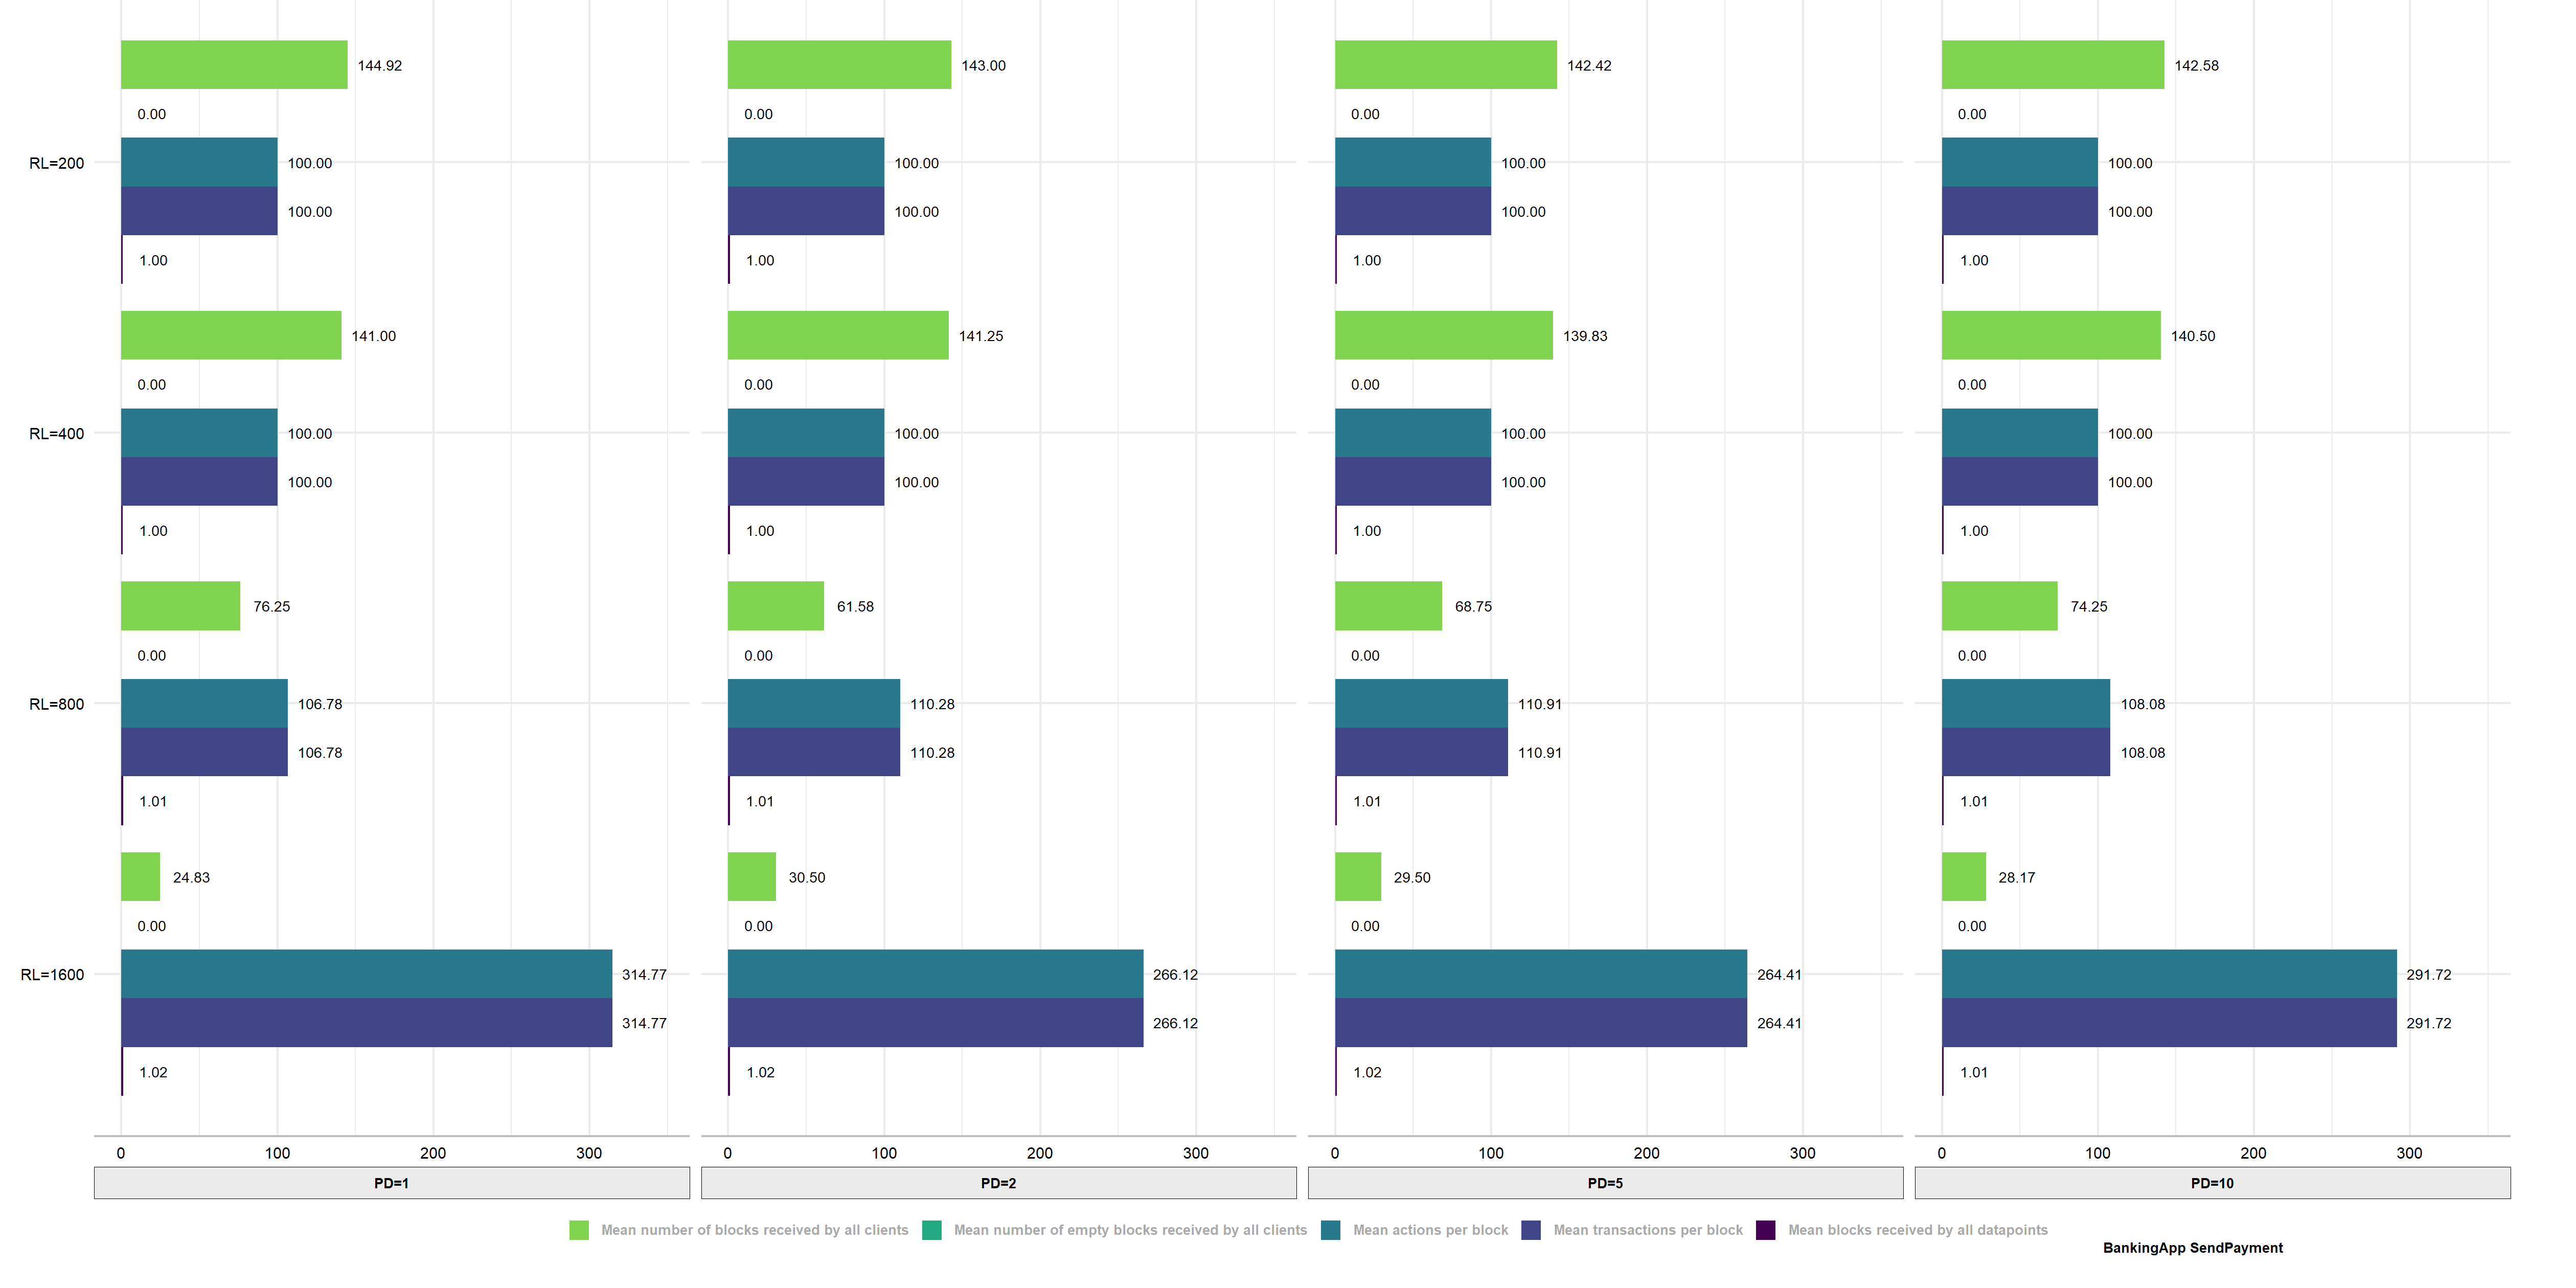 144.92 143.00 142.42 142.58
0.00 0.00 0.00 0.00
RL=200 100.00 100.00 100.00 100.00
100.00 100.00 100.00 100.00
1.00 1.00 1.00 1.00
141.00 141.25 139.83 140.50
0.00 0.00 0.00 0.00
RL=400 100.00 100.00 100.00 100.00
100.00 100.00 100.00 100.00
1.00 1.00 1.00 1.00
76.25 61.58 68.75 74.25
0.00 0.00 0.00 0.00
RL=800 106.78 110.28 110.91 108.08
106.78 110.28 110.91 108.08
1.01 1.01 1.01 1.01
24.83 30.50 29.50 28.17
0.00 0.00 0.00 0.00
RL=1600 314.77 266.12 264.41 291.72
314.77 266.12 264.41 291.72
1.02 1.02 1.02 1.01
0 100 200 300 0 100 200 300 0 100 200 300 0 100 200 300
PD=1 PD=2 PD=5 PD=10
Mean number of blocks received by all clients Mean number of empty blocks received by all clients Mean actions per block Mean transactions per block Mean blocks received by all datapoints
BankingApp SendPayment